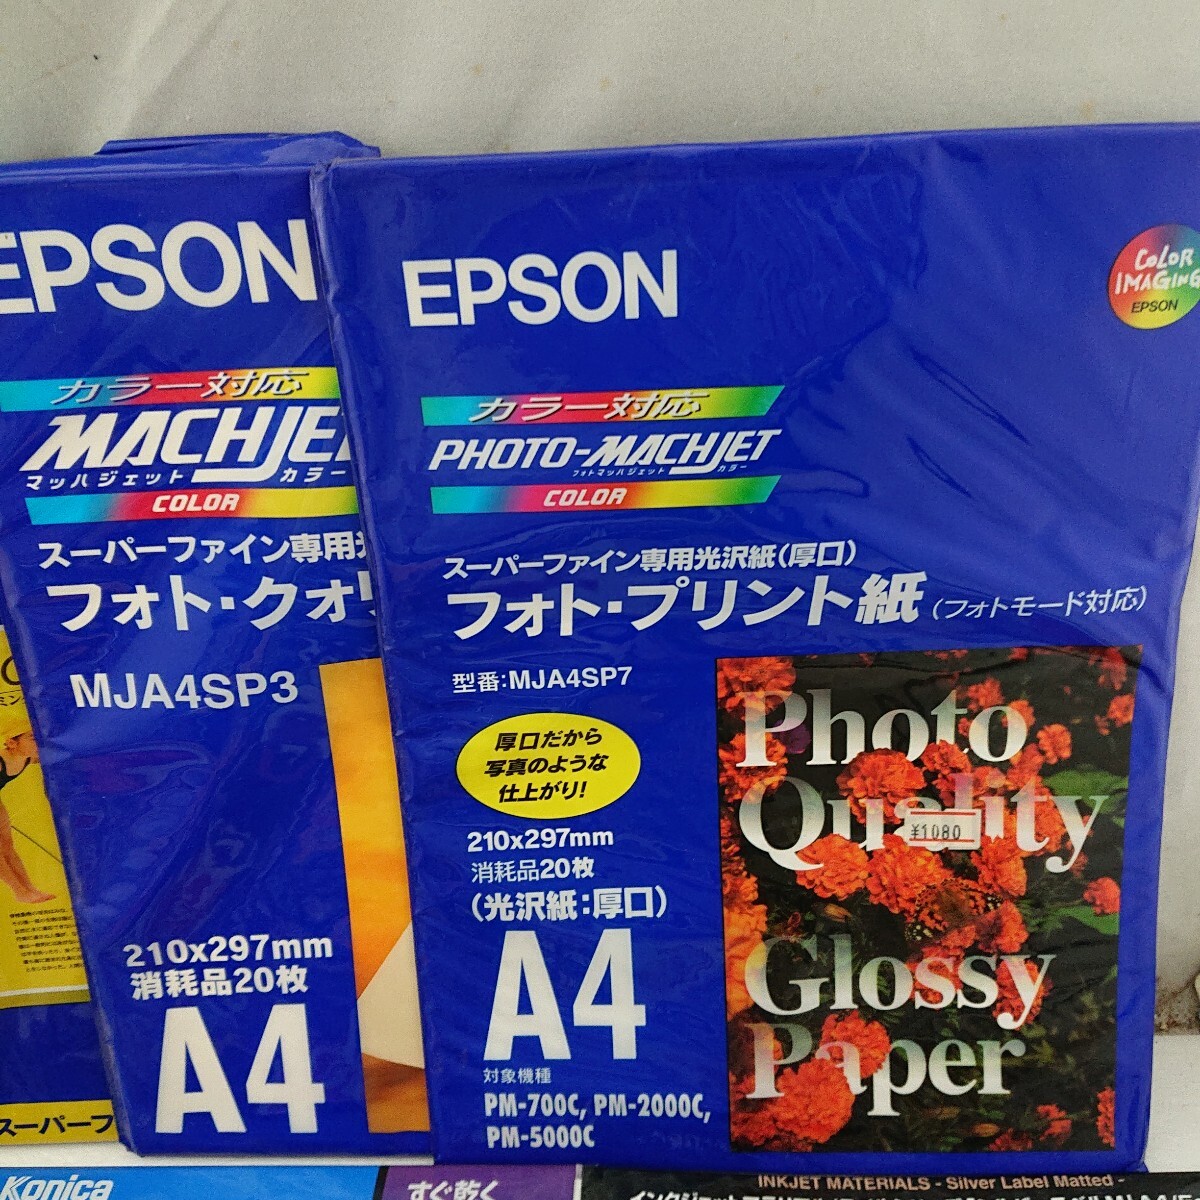 EPSON
カラー対応
MACHJET
マッハジェット カラー
COLOR
スーパーファイン専用
フォト・クォリ
MJA4SP3
210x297mm
消耗品20枚
A4
EPSON
COLOR
IMAGING
EPSON
カラー対応
PHOTO-MACHJET
フォトマッハジェット カラー
COLOR
スーパーファイン専用光沢紙(厚口)
フォト・プリント紙(フォトモード対応)
型番:MJA4SP7
厚口だから
写真のような
仕上がり!
210x297mm
消耗品20枚
(光沢紙:厚口)
A4
対象機種
PM-700C, PM-2000C,
PM-5000C
Photo
Quality
¥1080
Glossy
Paper
スーパーフ
Konica
すぐ乾く
INKJET MATERIALS - Silver Label Matted -